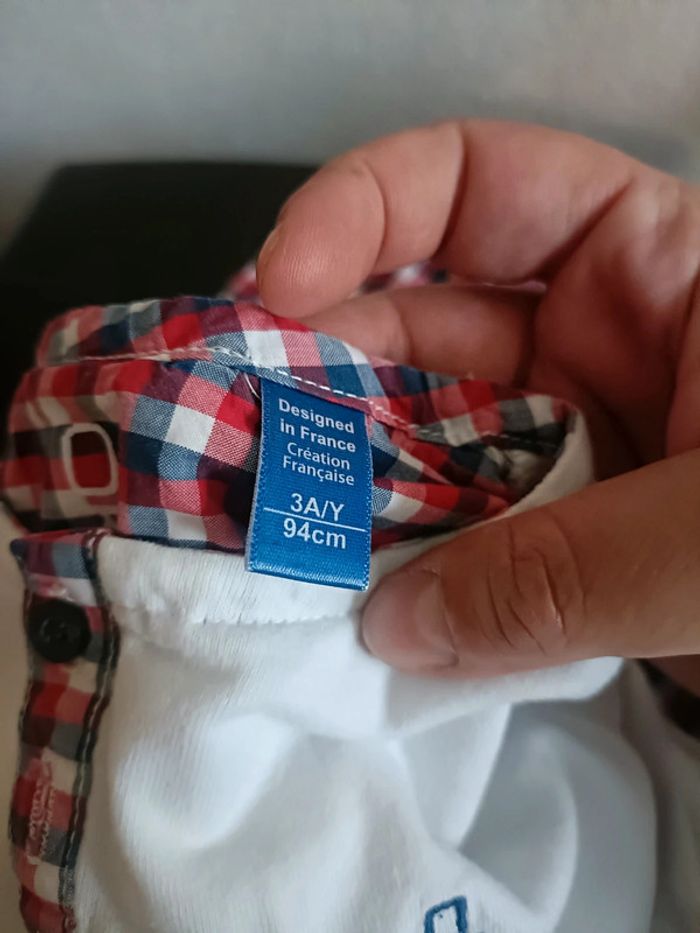 Designed
in France
Création
Française
3A/Y
94cm